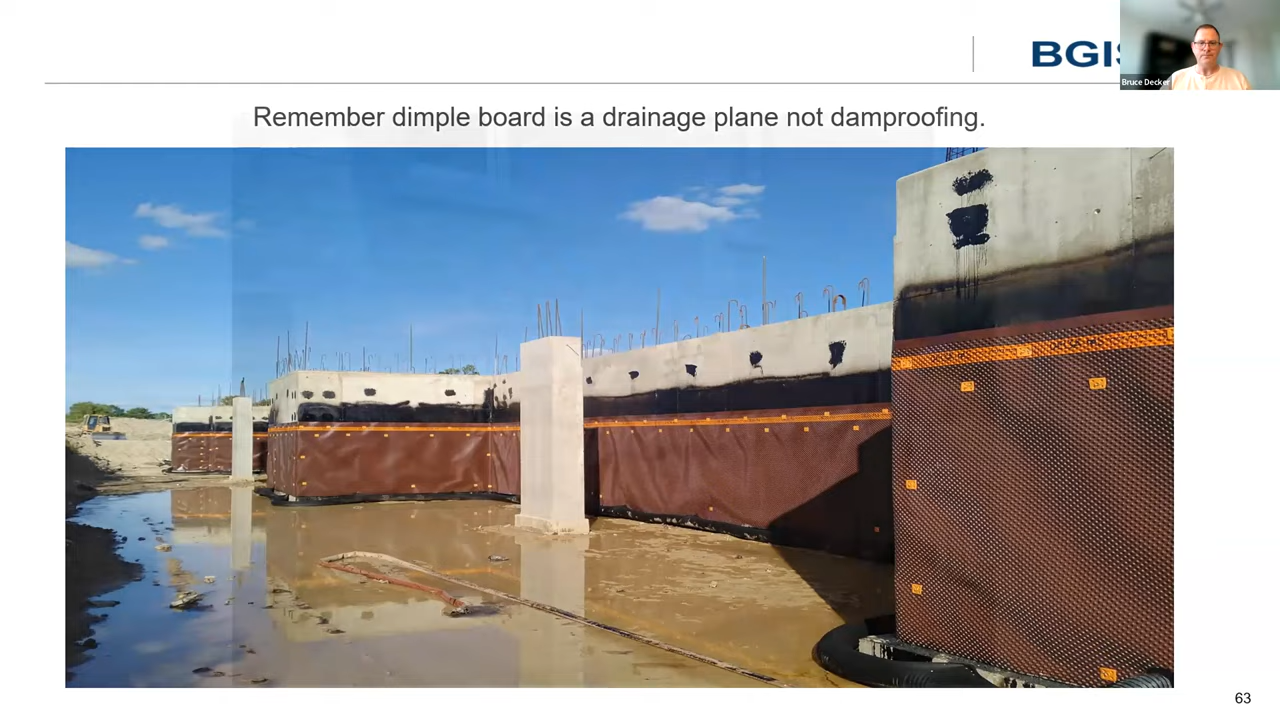 BGIS
Bruce Decker
Remember dimple board is a drainage plane not damproofing.
63